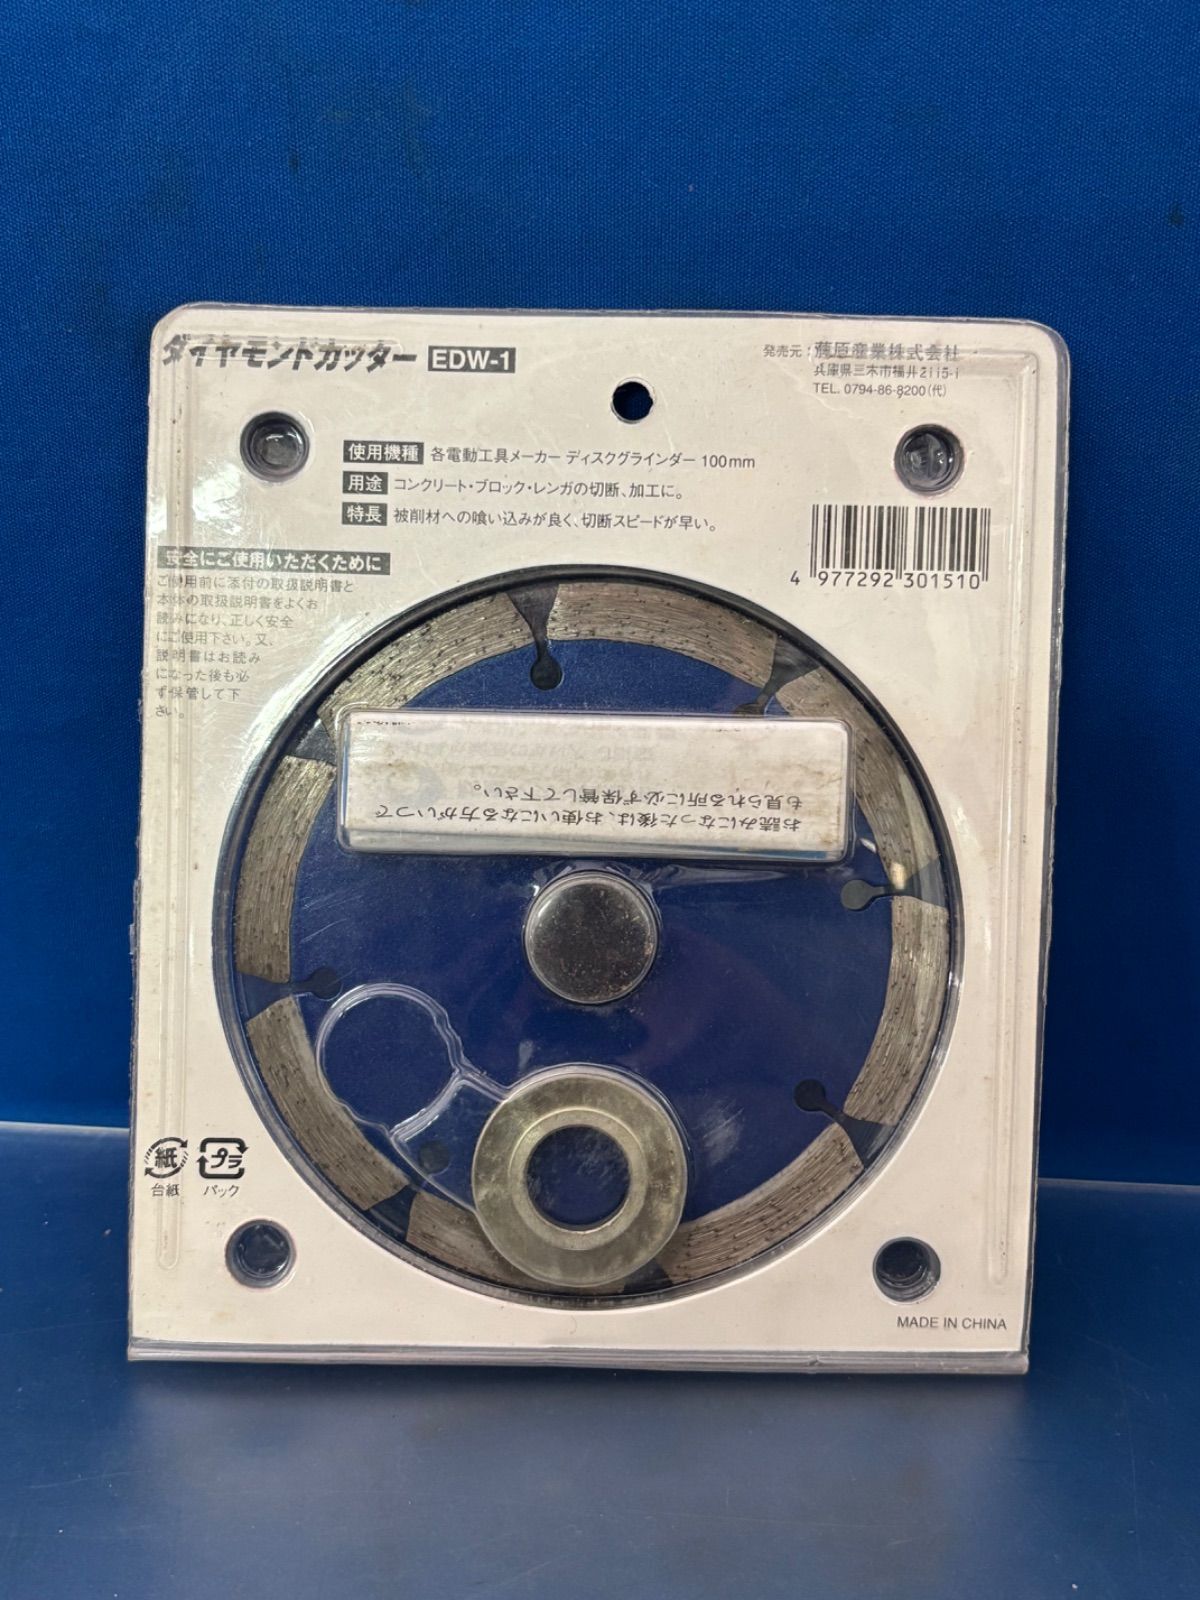 ダイヤモンドカッター EDW-1
発売元:藤原産業株式会社
兵庫県三木市福井2115-1
TEL. 0794-86-8200(代)
使用機種 各電動工具メーカー ディスクグラインダー 100mm
用途 コンクリート・ブロック・レンガの切断、加工に。
特長 被削材への喰い込みが良く、切断スピードが早い。
4 977292 301510
安全にご使用いただくために
ご使用前に添付の取扱説明書と
本体の取扱説明書をよくお
読みになり、正しく安全
にご使用下さい。又、
説明書はお読み
になった後も必
ず保管して下
さい。
お読みになった後は、お使いになる方がいつで
も見られる所に必ず保管して下さい。
紙
台紙
プラ
パック
MADE IN CHINA